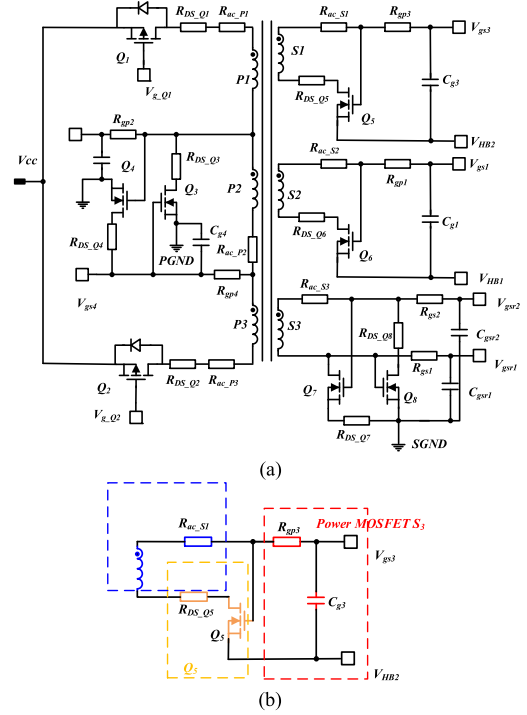 R_DS_Q1 R_ac_P1
Q1
V_g_Q1
P1
S1
R_ac_S1 R_gp3
V_gs3
R_DS_Q5
Q5
C_g3
V_HB2
R_gp2
Vcc
Q4
R_DS_Q3
Q3
P2
R_DS_Q4
PGND
C_g4
R_ac_P2
V_gs4
R_gp4
R_ac_S2
R_gp1
V_gs1
S2
R_DS_Q6
Q6
C_g1
V_HB1
P3
R_ac_S3
R_gs2
V_gsr2
S3
R_DS_Q8
C_gsr2
R_gs1
V_gsr1
Q7
Q8
C_gsr1
R_DS_Q7
SGND
Q2
R_DS_Q2 R_ac_P3
V_g_Q2
(a)
R_ac_S1
R_gp3
Power MOSFET S3
V_gs3
R_DS_Q5
Q5
C_g3
Q5
V_HB2
(b)